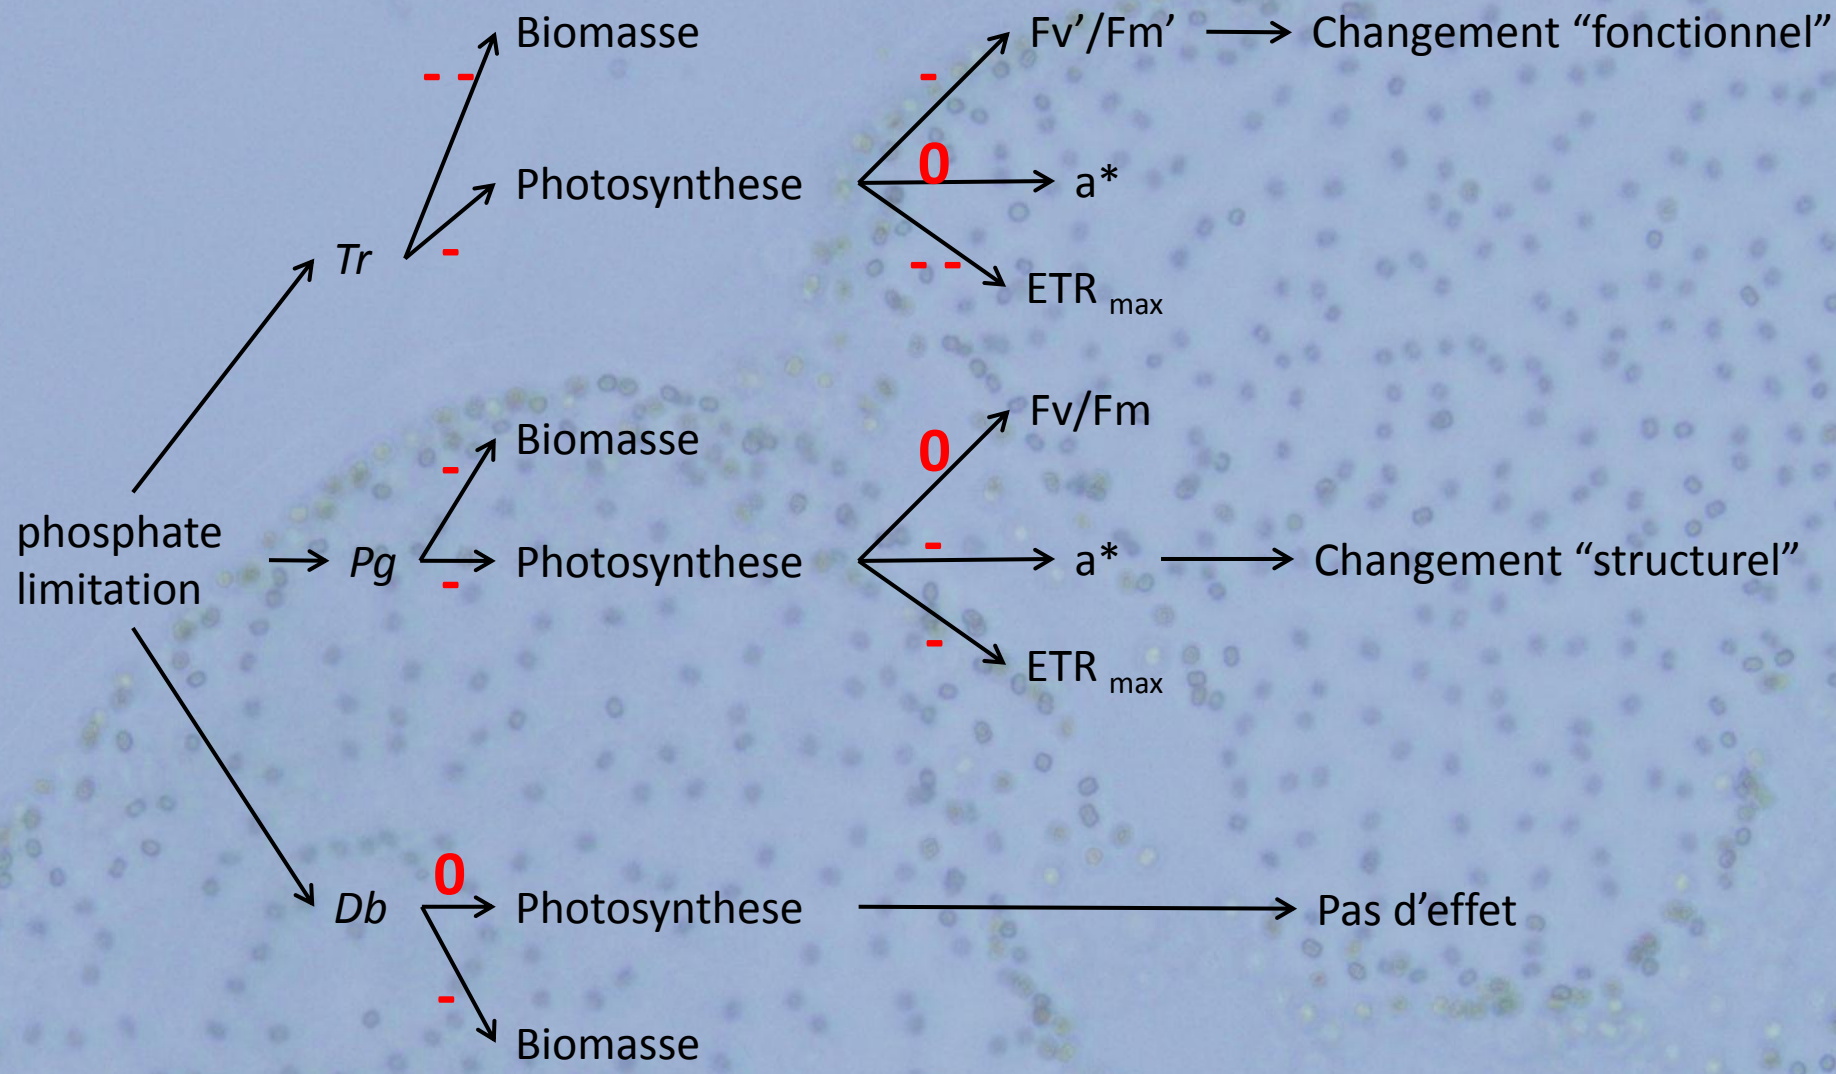 Biomasse
- -
Photosynthese
-
Tr
Fv’/Fm’
-
Changement “fonctionnel”
0
a*
- -
ETR max
phosphate
limitation
Pg
Biomasse
-
Photosynthese
-
Fv/Fm
0
-
a*
Changement “structurel”
-
ETR max
Db
0
Photosynthese
Pas d’effet
-
Biomasse